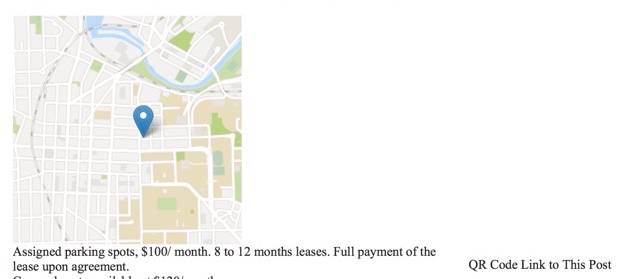 Assigned parking spots, $100/ month. 8 to 12 months leases. Full payment of the
lease upon agreement.
QR Code Link to This Post